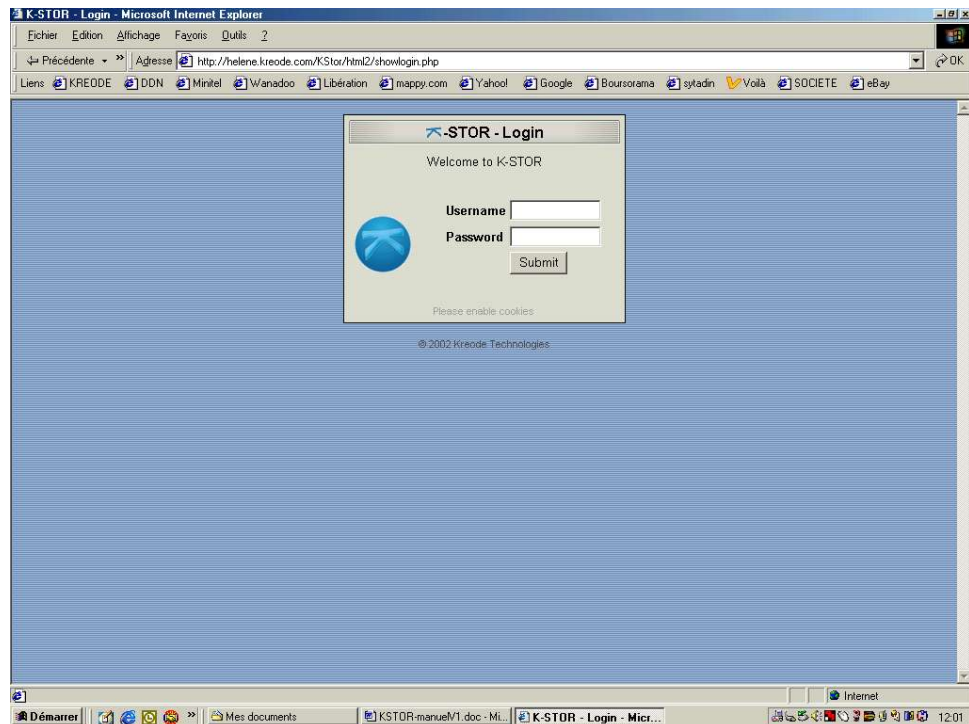 K-STOR - Login - Microsoft Internet Explorer
Fichier Edition Affichage Favoris Outils ?
Précédente » Adresse http://helene.kreode.com/KStor/html2/showlogin.php OK
Liens KREODE DDN Minitel Wanadoo Libération mappy.com Yahoo! Google Boursorama sytadin Voilà SOCIETE eBay
K-STOR - Login
Welcome to K-STOR
Username
Password
Submit
Please enable cookies
© 2002 Kreode Technologies
Internet
Démarrer » Mes documents KSTOR-manuelV1.doc - Mi... K-STOR - Login - Micr... 12:01